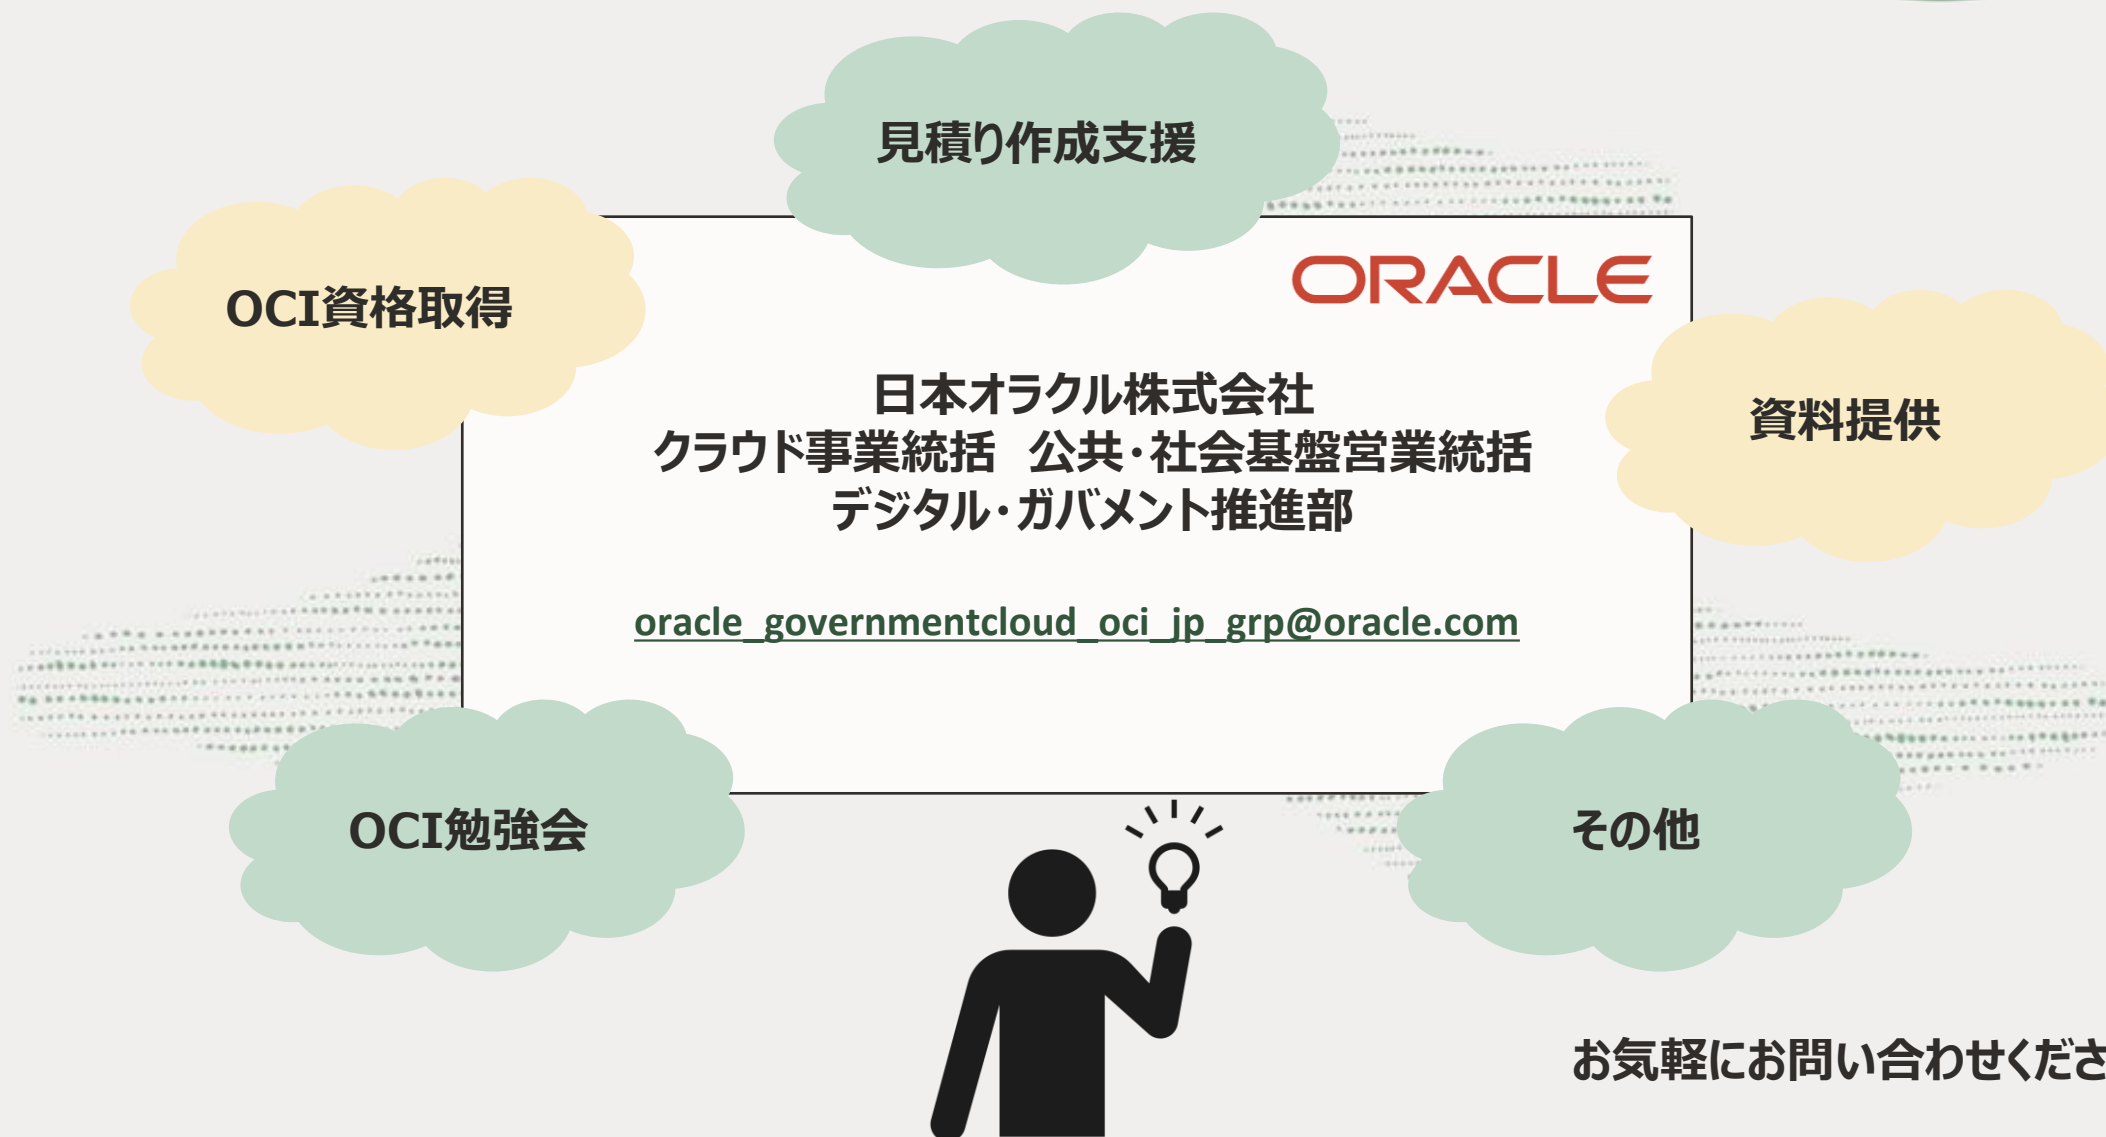 見積り作成支援
OCI資格取得
ORACLE
日本オラクル株式会社
クラウド事業統括　公共・社会基盤営業統括
デジタル・ガバメント推進部
資料提供
oracle_governmentcloud_oci_jp_grp@oracle.com
OCI勉強会
その他
お気軽にお問い合わせくださ